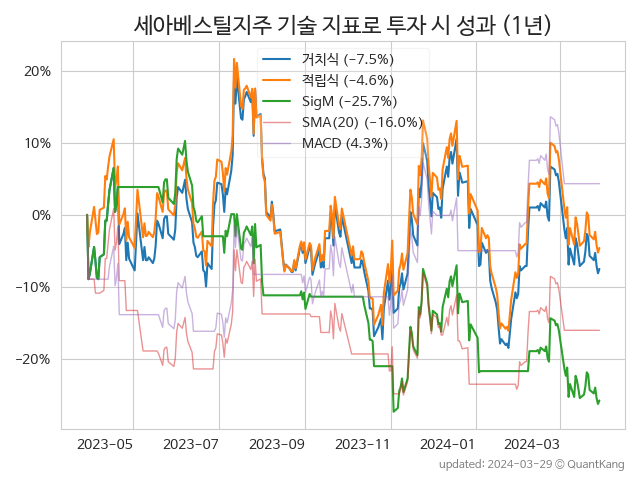 세아베스틸지주 기술 지표로 투자 시 성과 (1년)
거치식 (−7.5%)
적립식 (−4.6%)
SigM (−25.7%)
SMA(20) (−16.0%)
MACD (4.3%)
20%
10%
0%
−10%
−20%
2023-05 2023-07 2023-09 2023-11 2024-01 2024-03
updated: 2024-03-29 © QuantKang